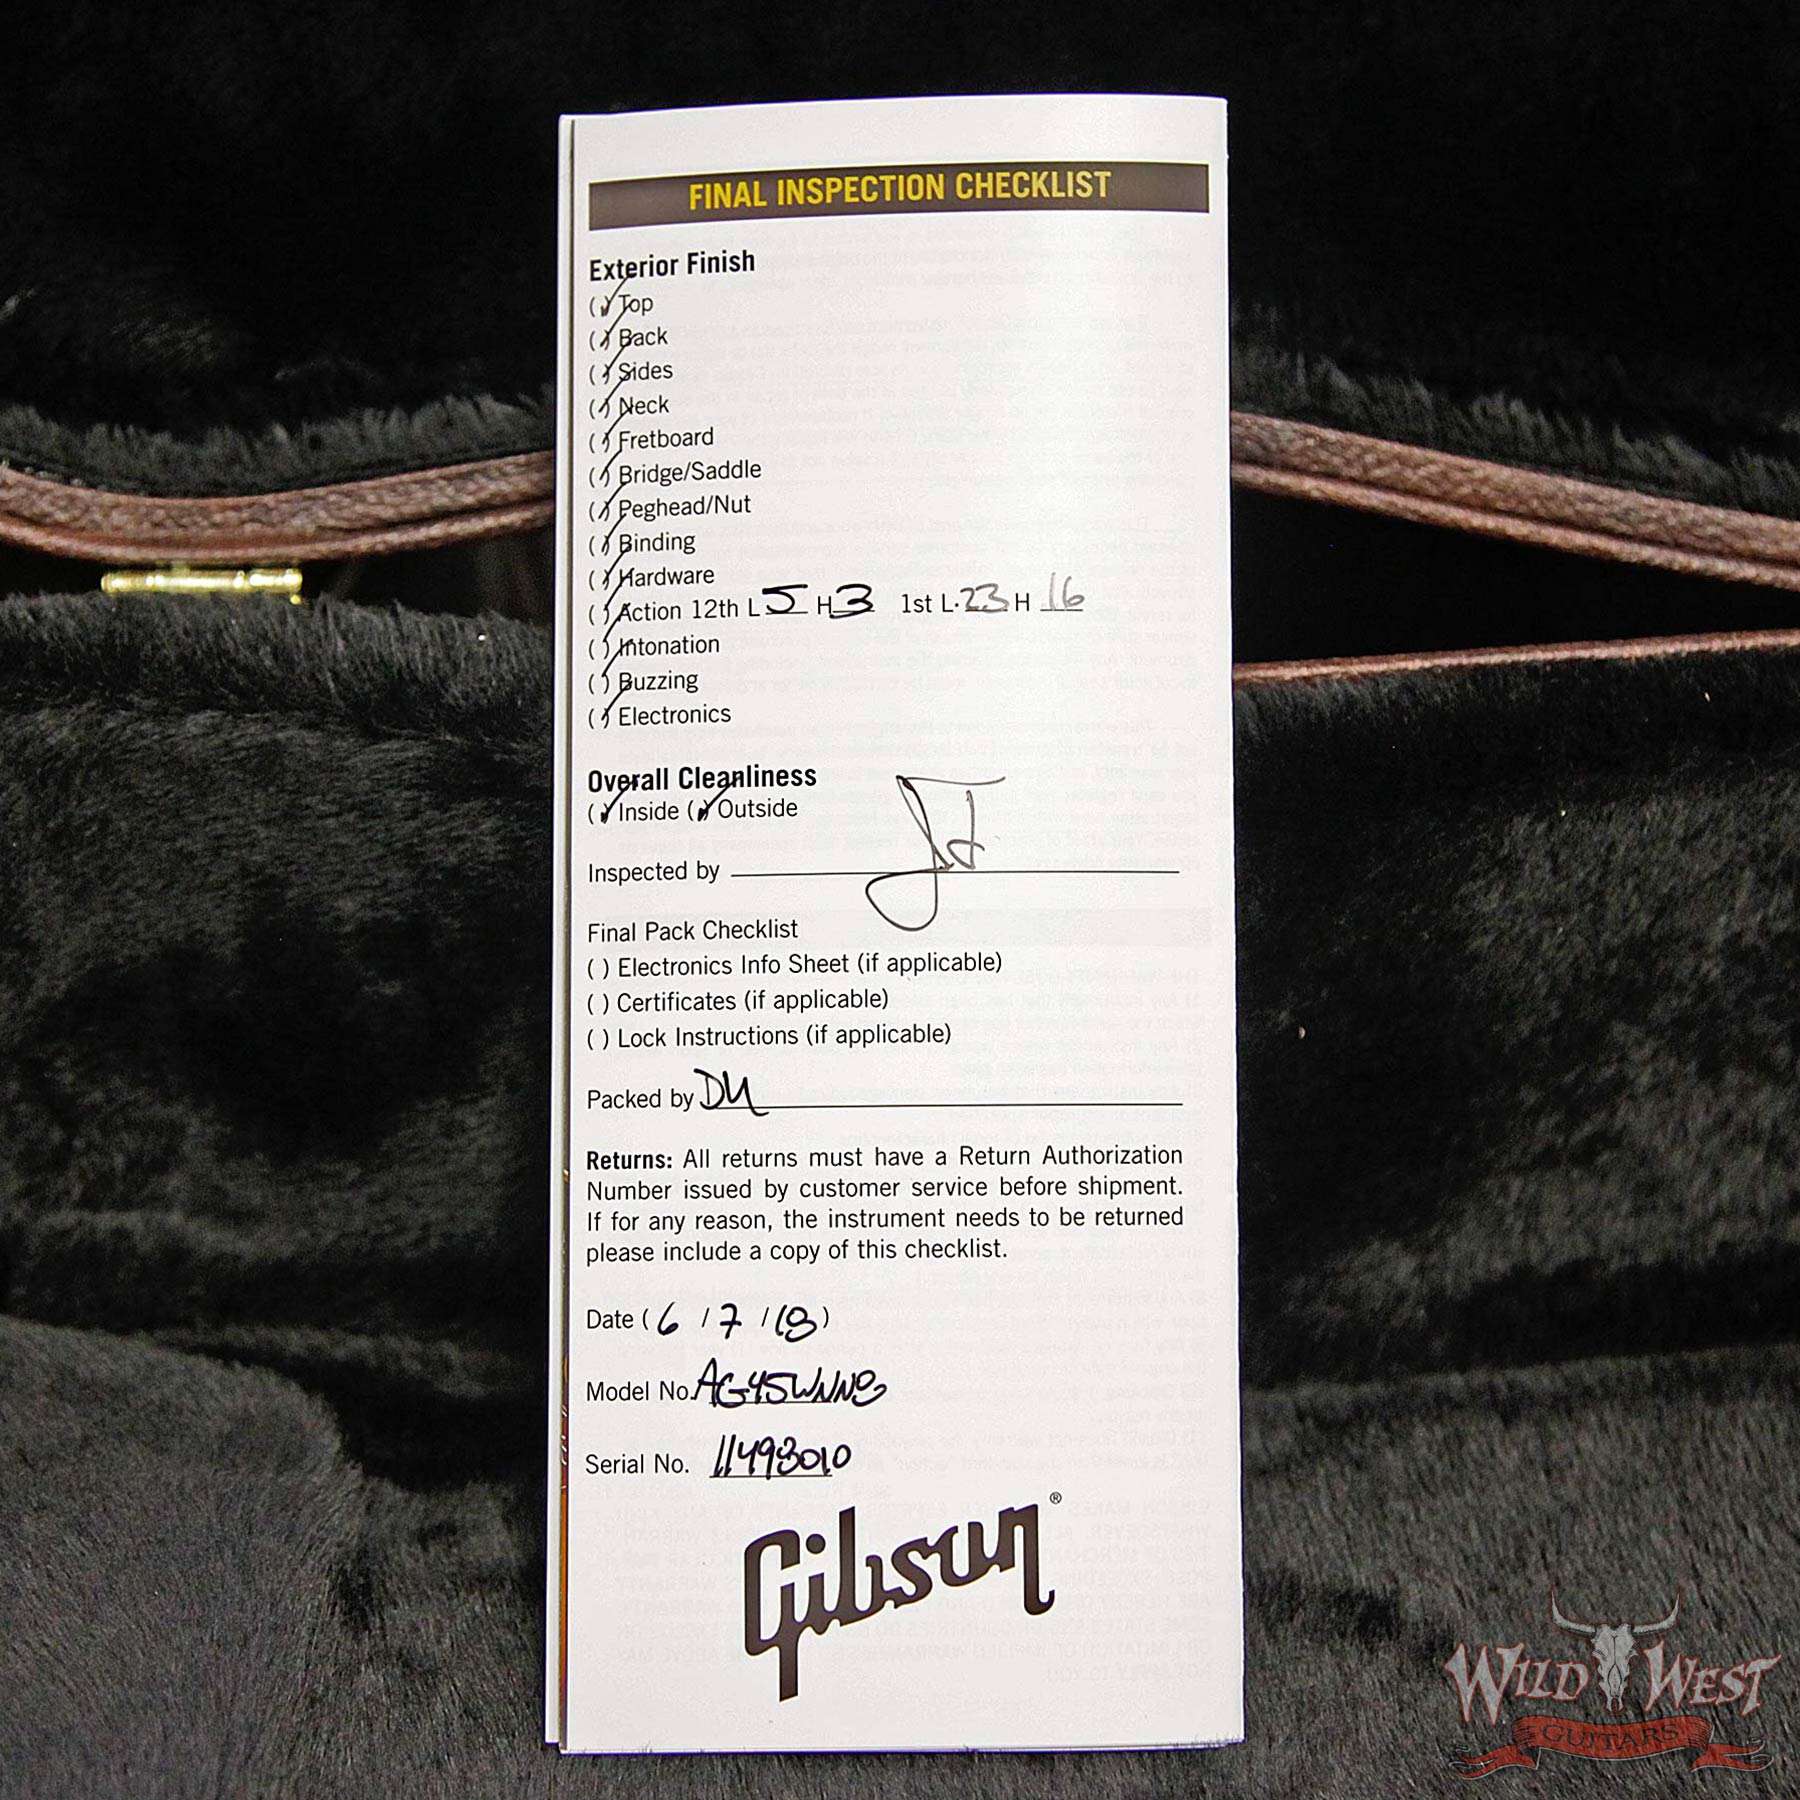 FINAL INSPECTION CHECKLIST
Exterior Finish
(✓) Top
(✓) Back
(✓) Sides
(✓) Neck
(✓) Fretboard
(✓) Bridge/Saddle
(✓) Peghead/Nut
(✓) Binding
(✓) Hardware
(✓) Action 12th L 5 H 3 1st L .23 H 16
(✓) Intonation
(✓) Buzzing
(✓) Electronics
Overall Cleanliness
(✓) Inside (✓) Outside
Inspected by
Final Pack Checklist
( ) Electronics Info Sheet (if applicable)
( ) Certificates (if applicable)
( ) Lock Instructions (if applicable)
Packed by
Returns: All returns must have a Return Authorization
Number issued by customer service before shipment.
If for any reason, the instrument needs to be returned
please include a copy of this checklist.
Date ( 6 / 7 / 18 )
Model No.
Serial No. 11493010
Gibson ®
WILD WEST
GUITARS